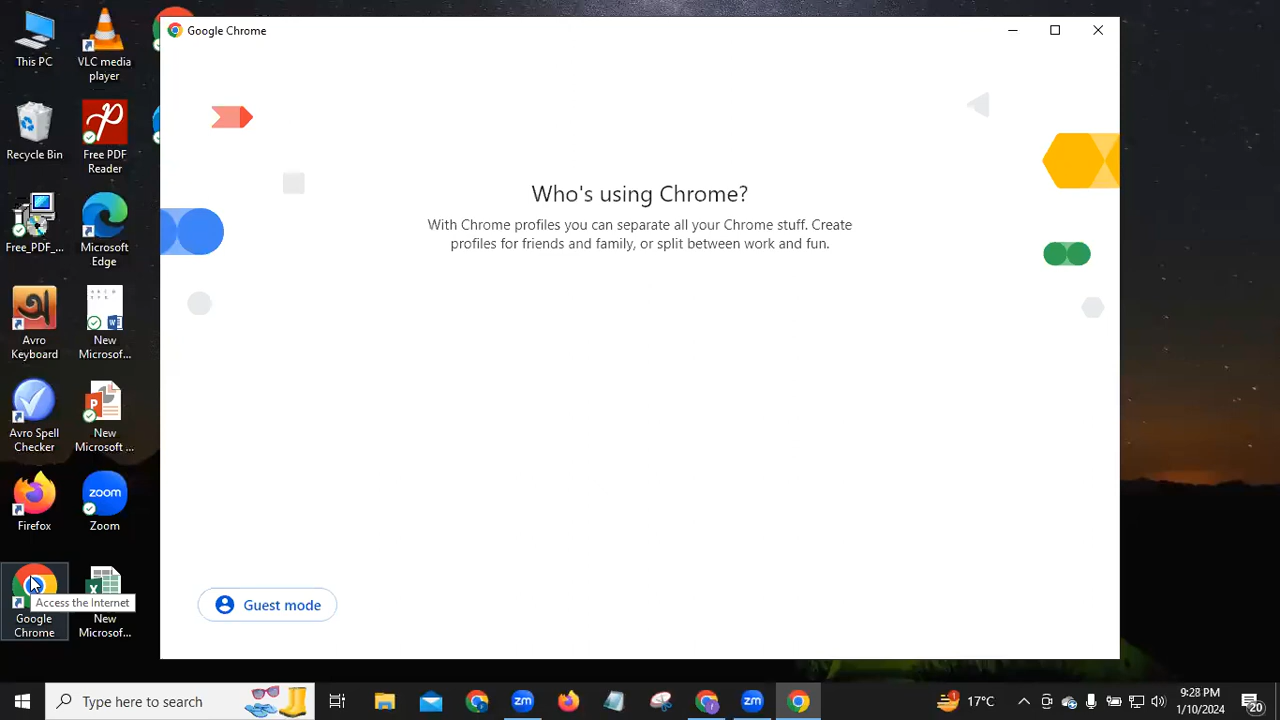 This PC
VLC media
player
Recycle Bin
Free PDF
Reader
Free_PDF_...
Microsoft
Edge
Avro
Keyboard
New
Microsof...
Avro Spell
Checker
New
Microsoft ...
Firefox
Zoom
zoom
Google
Chrome
New
Microsof...
Access the Internet
Google Chrome
Who's using Chrome?
With Chrome profiles you can separate all your Chrome stuff. Create
profiles for friends and family, or split between work and fun.
Guest mode
Type here to search
zm
zm
1
17°C
9:28 PM
1/10/2024
20